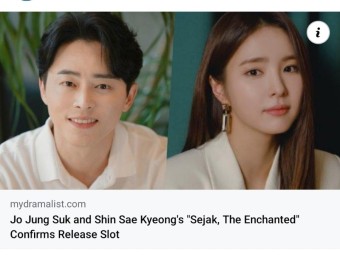 mydramalist.com
Jo Jung Suk and Shin Sae Kyeong's "Sejak, The Enchanted"
Confirms Release Slot